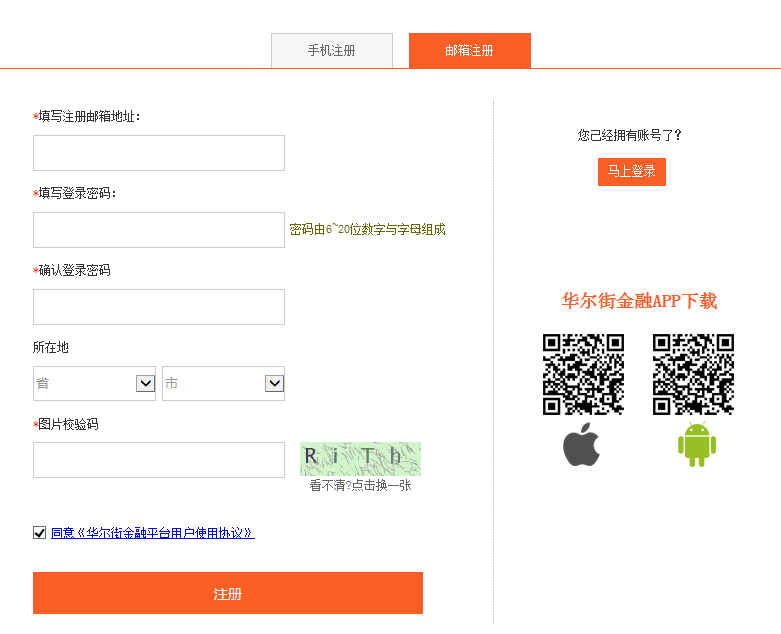 手机注册
邮箱注册
*填写注册邮箱地址：
*填写登录密码：
密码由6~20位数字与字母组成
*确认登录密码
所在地
省
市
*图片校验码
RiTh
看不清?点击换一张
同意《华尔街金融平台用户使用协议》
注册
您己经拥有账号了?
马上登录
华尔街金融APP下载